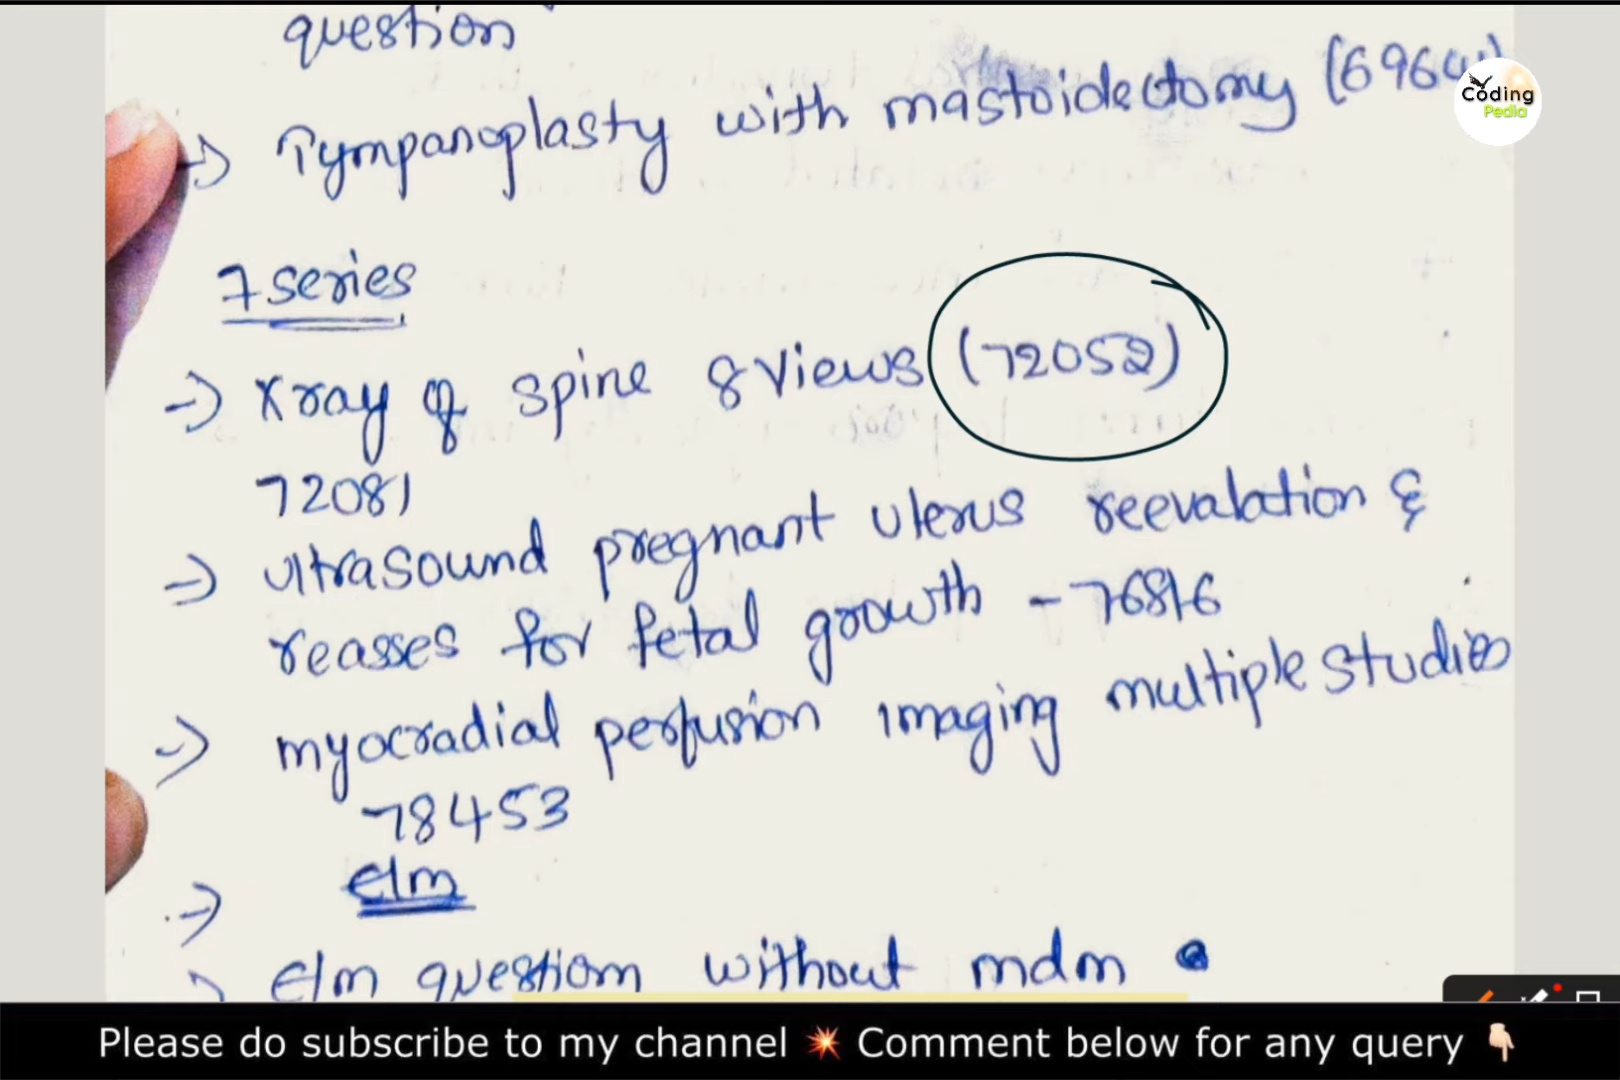 question
-> Tympanoplasty with mastoidectomy (6964
Coding
Pedia
7 series
-> Xray of spine 8 views (72052)
72081
-> ultrasound pregnant uterus reevalation &
reasses for fetal growth - 76816
-> myocradial perfusion imaging multiple studies
78453
-> E/m
-> E/m question without mdm
Please do subscribe to my channel 💥 Comment below for any query 👇🏻